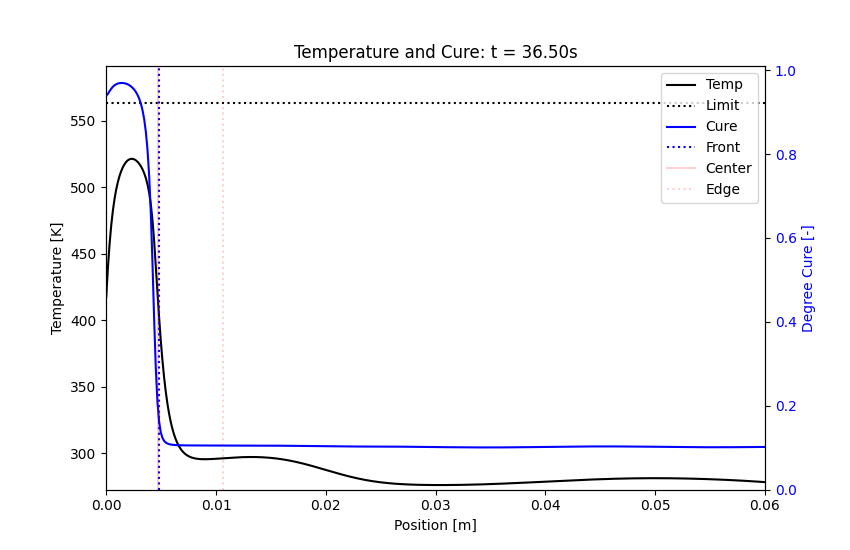 Temperature and Cure: t = 36.50s
Temperature [K]
550
500
450
400
350
300
Temp
Limit
Cure
Front
Center
Edge
1.0
0.8
0.6
0.4
0.2
0.0
Degree Cure [-]
0.00 0.01 0.02 0.03 0.04 0.05 0.06
Position [m]